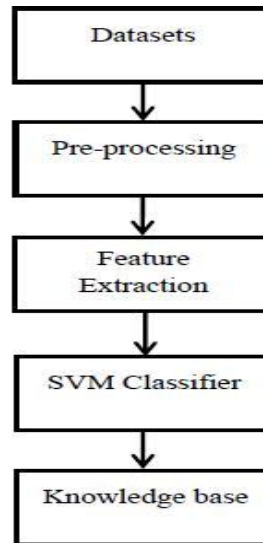 Datasets
Pre-processing
Feature
Extraction
SVM Classifier
Knowledge base